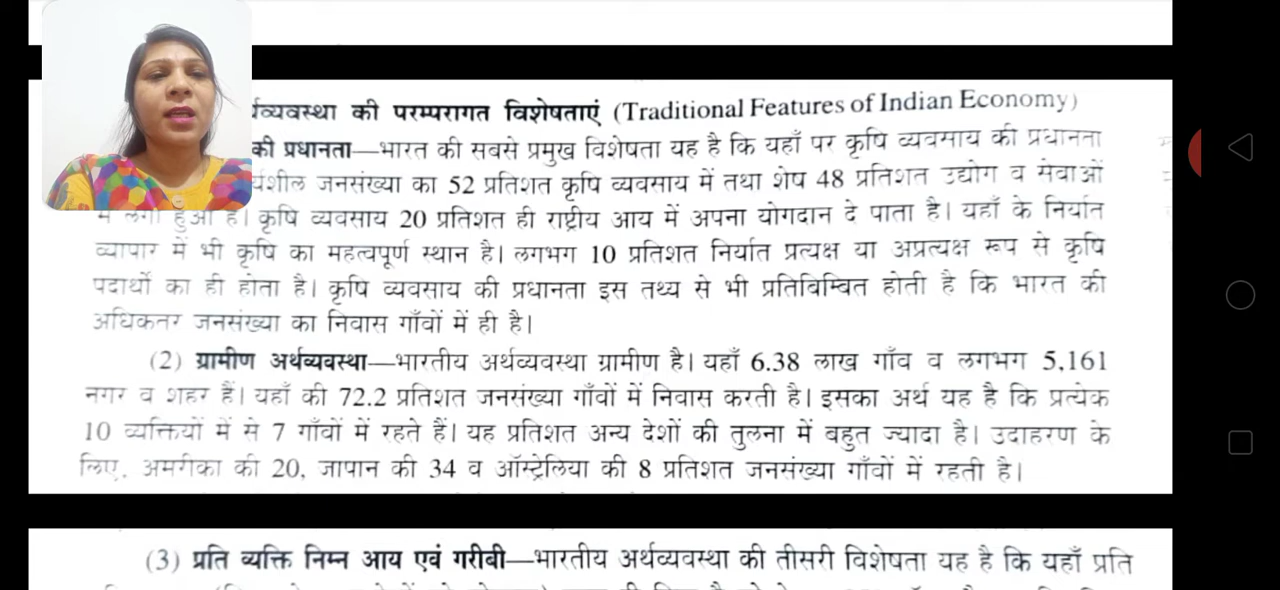 र्थव्यवस्था की परम्परागत विशेषताएं (Traditional Features of Indian Economy)
की प्रधानता—भारत की सबसे प्रमुख विशेषता यह है कि यहाँ पर कृषि व्यवसाय की प्रधानता
र्यशील जनसंख्या का 52 प्रतिशत कृषि व्यवसाय में तथा शेष 48 प्रतिशत उद्योग व सेवाओं
में लगा हुआ है। कृषि व्यवसाय 20 प्रतिशत ही राष्ट्रीय आय में अपना योगदान दे पाता है। यहाँ के निर्यात
व्यापार में भी कृषि का महत्वपूर्ण स्थान है। लगभग 10 प्रतिशत निर्यात प्रत्यक्ष या अप्रत्यक्ष रूप से कृषि
पदार्थों का ही होता है। कृषि व्यवसाय की प्रधानता इस तथ्य से भी प्रतिबिम्बित होती है कि भारत की
अधिकतर जनसंख्या का निवास गाँवों में ही है।
(2) ग्रामीण अर्थव्यवस्था—भारतीय अर्थव्यवस्था ग्रामीण है। यहाँ 6.38 लाख गाँव व लगभग 5,161
नगर व शहर हैं। यहाँ की 72.2 प्रतिशत जनसंख्या गाँवों में निवास करती है। इसका अर्थ यह है कि प्रत्येक
10 व्यक्तियों में से 7 गाँवों में रहते हैं। यह प्रतिशत अन्य देशों की तुलना में बहुत ज्यादा है। उदाहरण के
लिए, अमरीका की 20, जापान की 34 व ऑस्ट्रेलिया की 8 प्रतिशत जनसंख्या गाँवों में रहती है।
(3) प्रति व्यक्ति निम्न आय एवं गरीबी—भारतीय अर्थव्यवस्था की तीसरी विशेषता यह है कि यहाँ प्रति